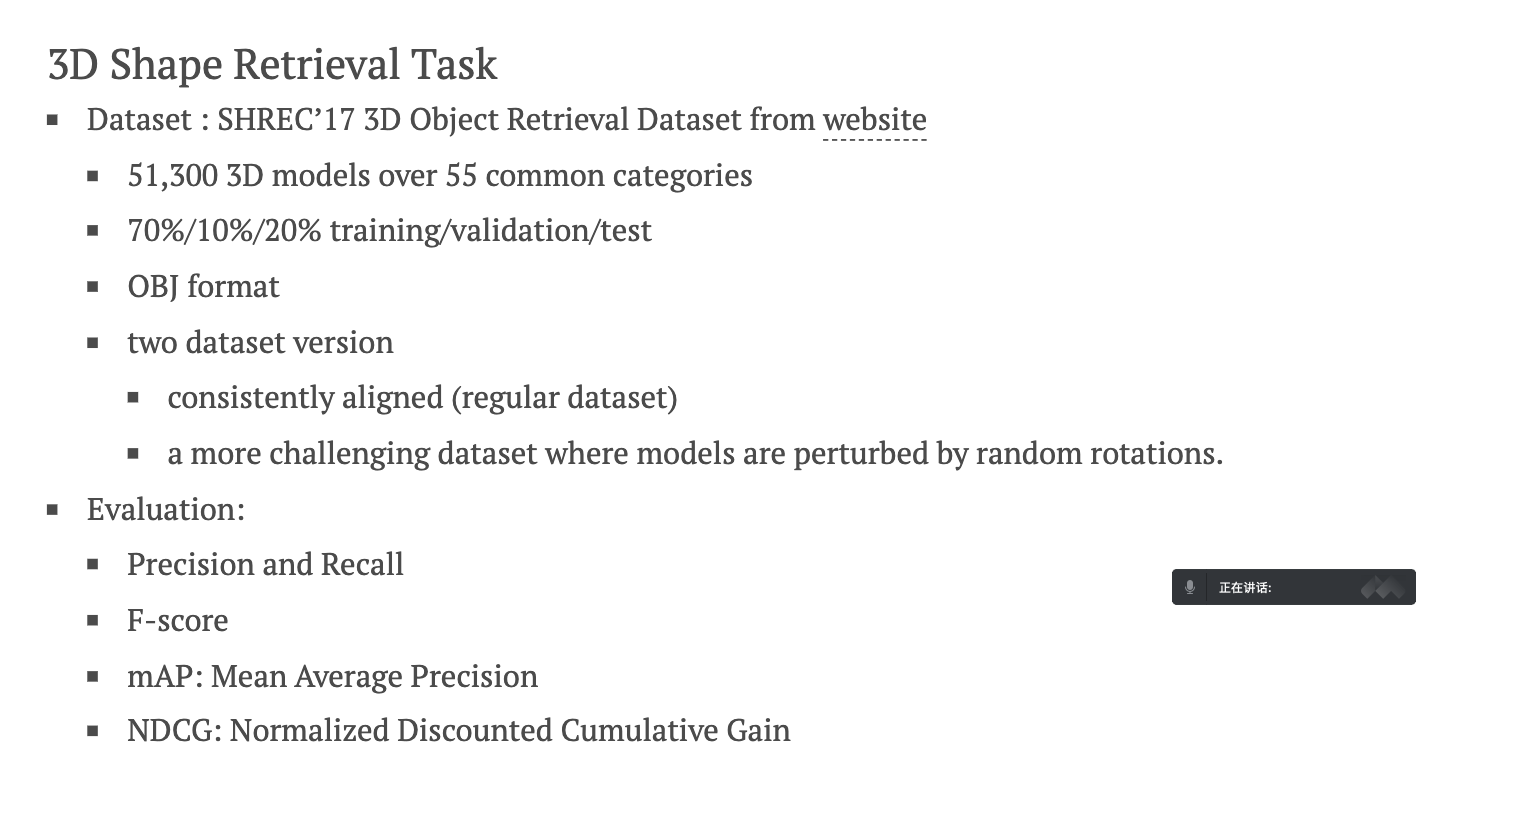 3D Shape Retrieval Task
Dataset : SHREC’17 3D Object Retrieval Dataset from website
51,300 3D models over 55 common categories
70%/10%/20% training/validation/test
OBJ format
two dataset version
consistently aligned (regular dataset)
a more challenging dataset where models are perturbed by random rotations.
Evaluation:
Precision and Recall
正在讲话:
F-score
mAP: Mean Average Precision
NDCG: Normalized Discounted Cumulative Gain